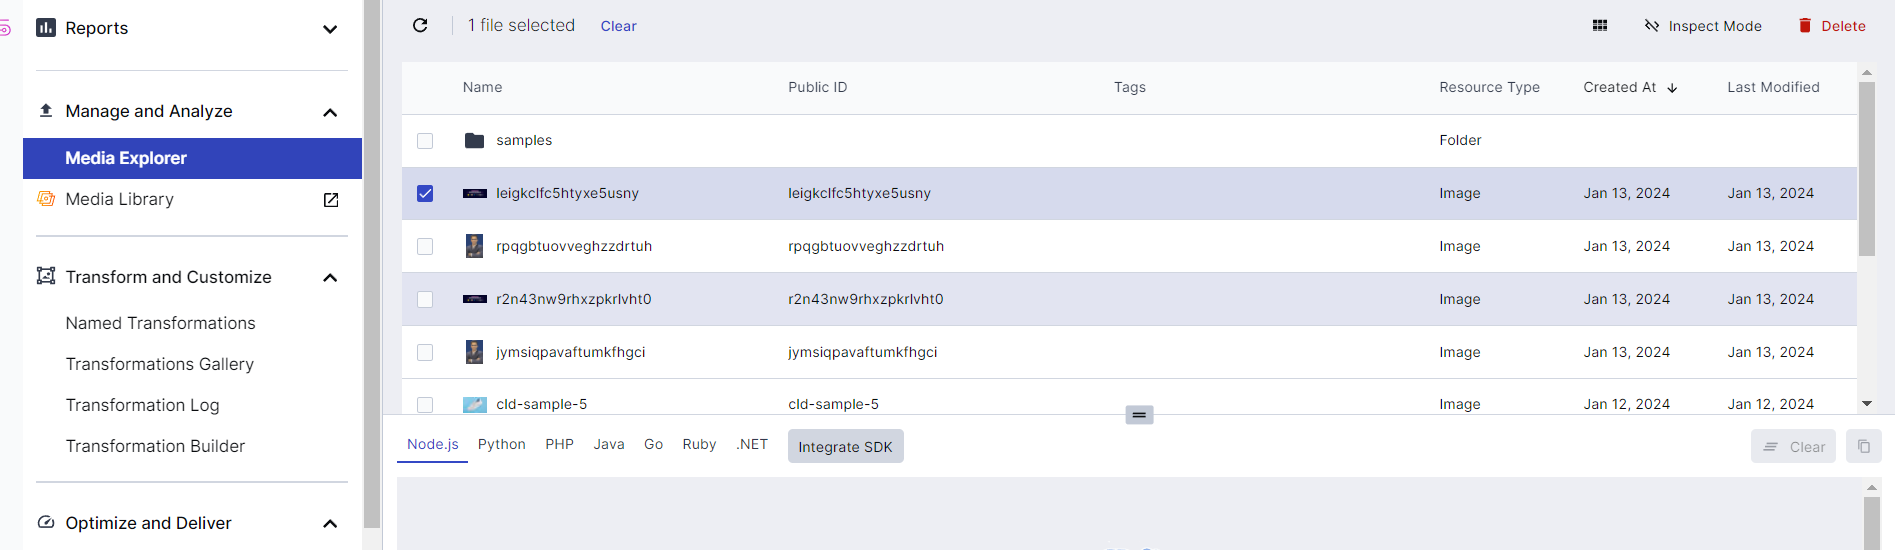 Reports
Manage and Analyze
Media Explorer
Media Library
Transform and Customize
Named Transformations
Transformations Gallery
Transformation Log
Transformation Builder
Optimize and Deliver
1 file selected Clear Inspect Mode Delete
Name Public ID Tags Resource Type Created At Last Modified
samples Folder
leigkclfc5htyxe5usny leigkclfc5htyxe5usny Image Jan 13, 2024 Jan 13, 2024
rpqgbtuovveghzzdrtuh rpqgbtuovveghzzdrtuh Image Jan 13, 2024 Jan 13, 2024
r2n43nw9rhxzpkrlvht0 r2n43nw9rhxzpkrlvht0 Image Jan 13, 2024 Jan 13, 2024
jymsiqpavaftumkfhgci jymsiqpavaftumkfhgci Image Jan 13, 2024 Jan 13, 2024
cld-sample-5 cld-sample-5 Image Jan 12, 2024 Jan 12, 2024
Node.js Python PHP Java Go Ruby .NET Integrate SDK Clear